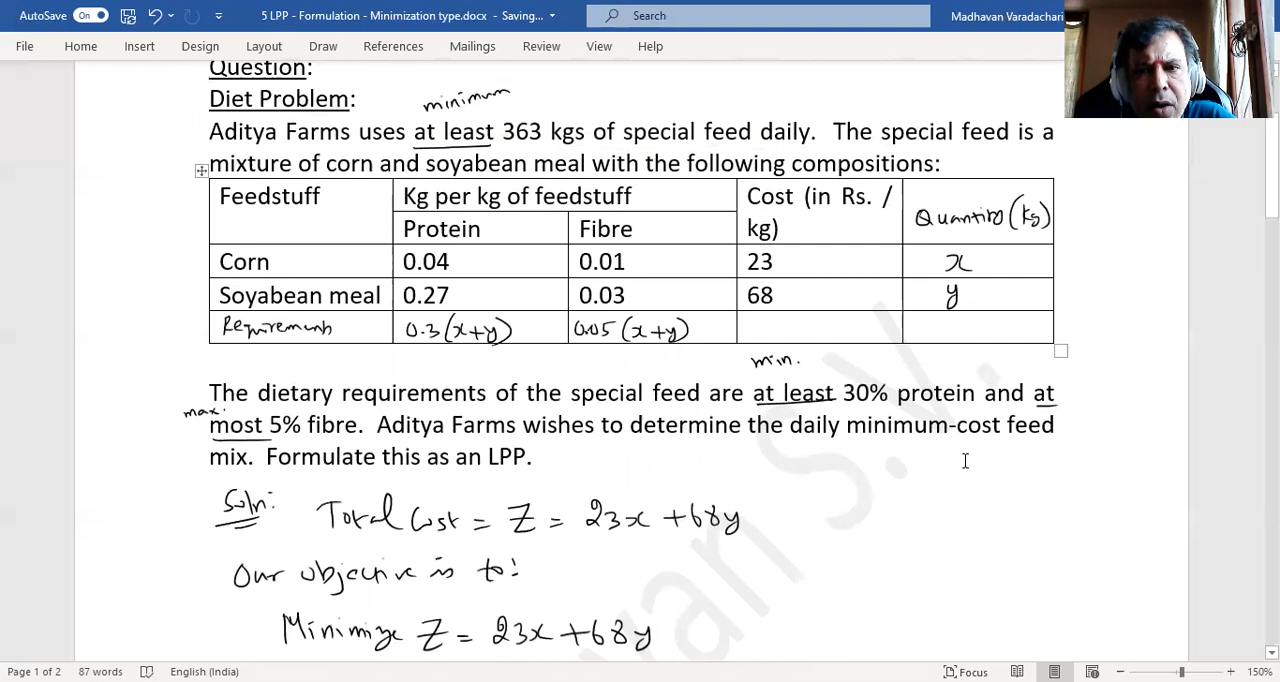 AutoSave On 5 LPP - Formulation - Minimization type.docx - Saving... Search Madhavan Varadachari
File Home Insert Design Layout Draw References Mailings Review View Help
Question:
Diet Problem:
minimum
Aditya Farms uses at least 363 kgs of special feed daily. The special feed is a
mixture of corn and soyabean meal with the following compositions:
Feedstuff Kg per kg of feedstuff Cost (in Rs. / kg) Quantity (kg)
Protein Fibre
Corn 0.04 0.01 23 x
Soyabean meal 0.27 0.03 68 y
Requirements 0.3(x+y) 0.05(x+y)
min.
The dietary requirements of the special feed are at least 30% protein and at
max.
most 5% fibre. Aditya Farms wishes to determine the daily minimum-cost feed
mix. Formulate this as an LPP.
Soln: Total Cost = Z = 23x + 68y
Our objective is to:
Minimize Z = 23x + 68y
Page 1 of 2 87 words English (India) Focus 150%